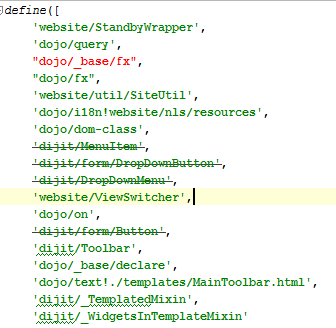 define([
'website/StandbyWrapper',
'dojo/query',
"dojo/_base/fx",
"dojo/fx",
'website/util/SiteUtil',
'dojo/i18n!website/nls/resources',
'dojo/dom-class',
'dijit/MenuItem',
'dijit/form/DropDownButton',
'dijit/DropDownMenu',
'website/ViewSwitcher',
'dojo/on',
'dijit/form/Button',
'dijit/Toolbar',
'dojo/_base/declare',
'dojo/text!./templates/MainToolbar.html',
'dijit/_TemplatedMixin',
'dijit/_WidgetsInTemplateMixin'